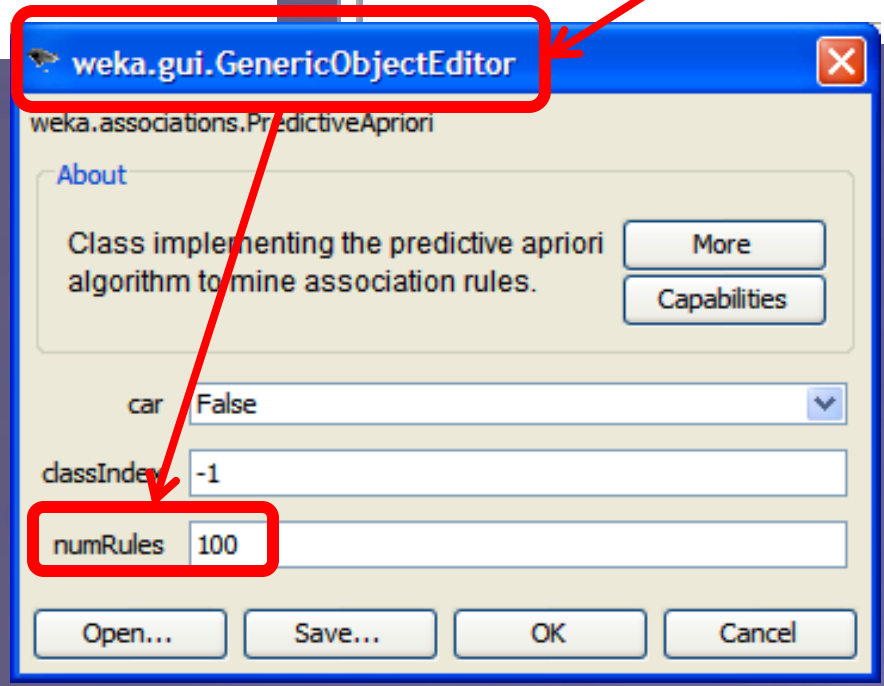 weka.gui.GenericObjectEditor
weka.associations.PredictiveApriori
About
Class implementing the predictive apriori
algorithm to mine association rules.
More
Capabilities
car False
classIndex -1
numRules 100
Open... Save... OK Cancel